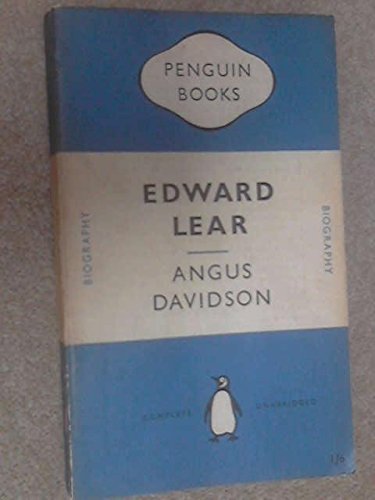 PENGUIN
BOOKS
EDWARD
LEAR
ANGUS
DAVIDSON
BIOGRAPHY
BIOGRAPHY
COMPLETE UNABRIDGED
1/6